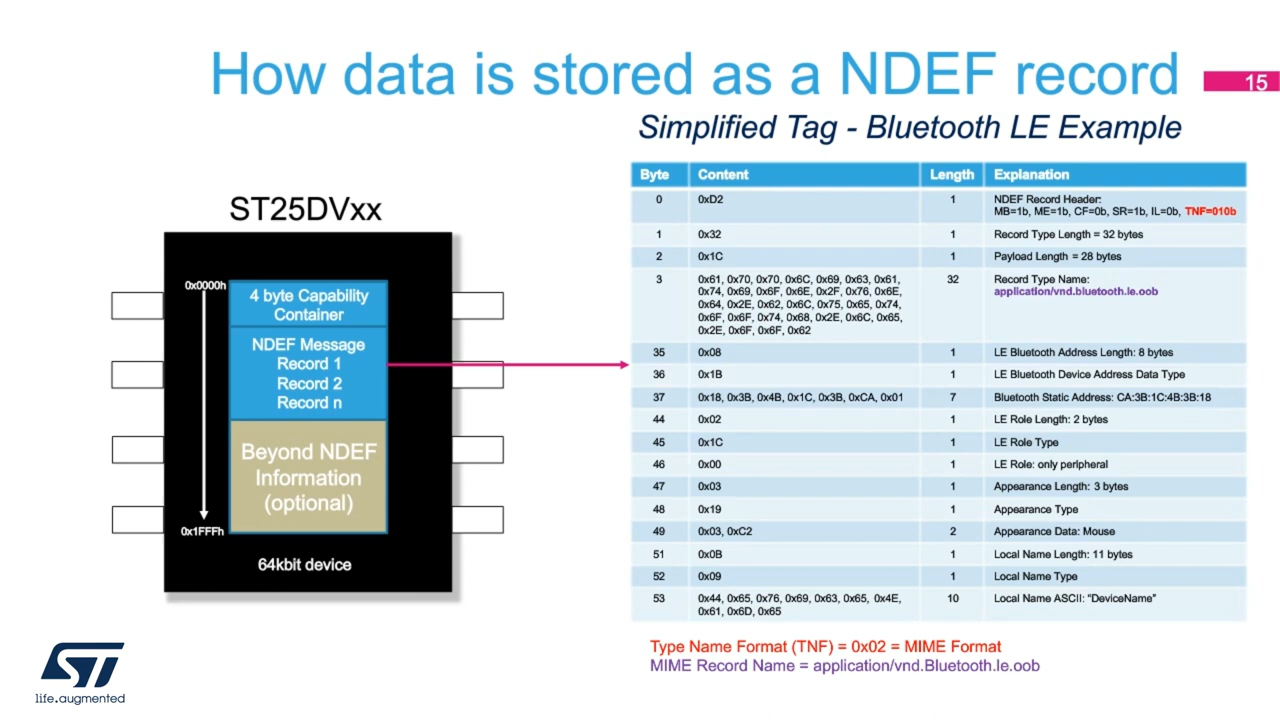 How data is stored as a NDEF record
15
Simplified Tag - Bluetooth LE Example
ST25DVxx
0x0000h
4 byte Capability
Container
NDEF Message
Record 1
Record 2
Record n
Beyond NDEF
Information
(optional)
0x1FFFh
64kbit device
Byte Content Length Explanation
0 0xD2 1 NDEF Record Header:
MB=1b, ME=1b, CF=0b, SR=1b, IL=0b, TNF=010b
1 0x32 1 Record Type Length = 32 bytes
2 0x1C 1 Payload Length = 28 bytes
3 0x61, 0x70, 0x70, 0x6C, 0x69, 0x63, 0x61, 32 Record Type Name:
0x74, 0x69, 0x6F, 0x6E, 0x2F, 0x76, 0x6E, application/vnd.bluetooth.le.oob
0x64, 0x2E, 0x62, 0x6C, 0x75, 0x65, 0x74,
0x6F, 0x6F, 0x74, 0x68, 0x2E, 0x6C, 0x65,
0x2E, 0x6F, 0x6F, 0x62
35 0x08 1 LE Bluetooth Address Length: 8 bytes
36 0x1B 1 LE Bluetooth Device Address Data Type
37 0x18, 0x3B, 0x4B, 0x1C, 0x3B, 0xCA, 0x01 7 Bluetooth Static Address: CA:3B:1C:4B:3B:18
44 0x02 1 LE Role Length: 2 bytes
45 0x1C 1 LE Role Type
46 0x00 1 LE Role: only peripheral
47 0x03 1 Appearance Length: 3 bytes
48 0x19 1 Appearance Type
49 0x03, 0xC2 2 Appearance Data: Mouse
51 0x0B 1 Local Name Length: 11 bytes
52 0x09 1 Local Name Type
53 0x44, 0x65, 0x76, 0x69, 0x63, 0x65, 0x4E, 10 Local Name ASCII: “DeviceName”
0x61, 0x6D, 0x65
Type Name Format (TNF) = 0x02 = MIME Format
MIME Record Name = application/vnd.Bluetooth.le.oob
ST
life.augmented